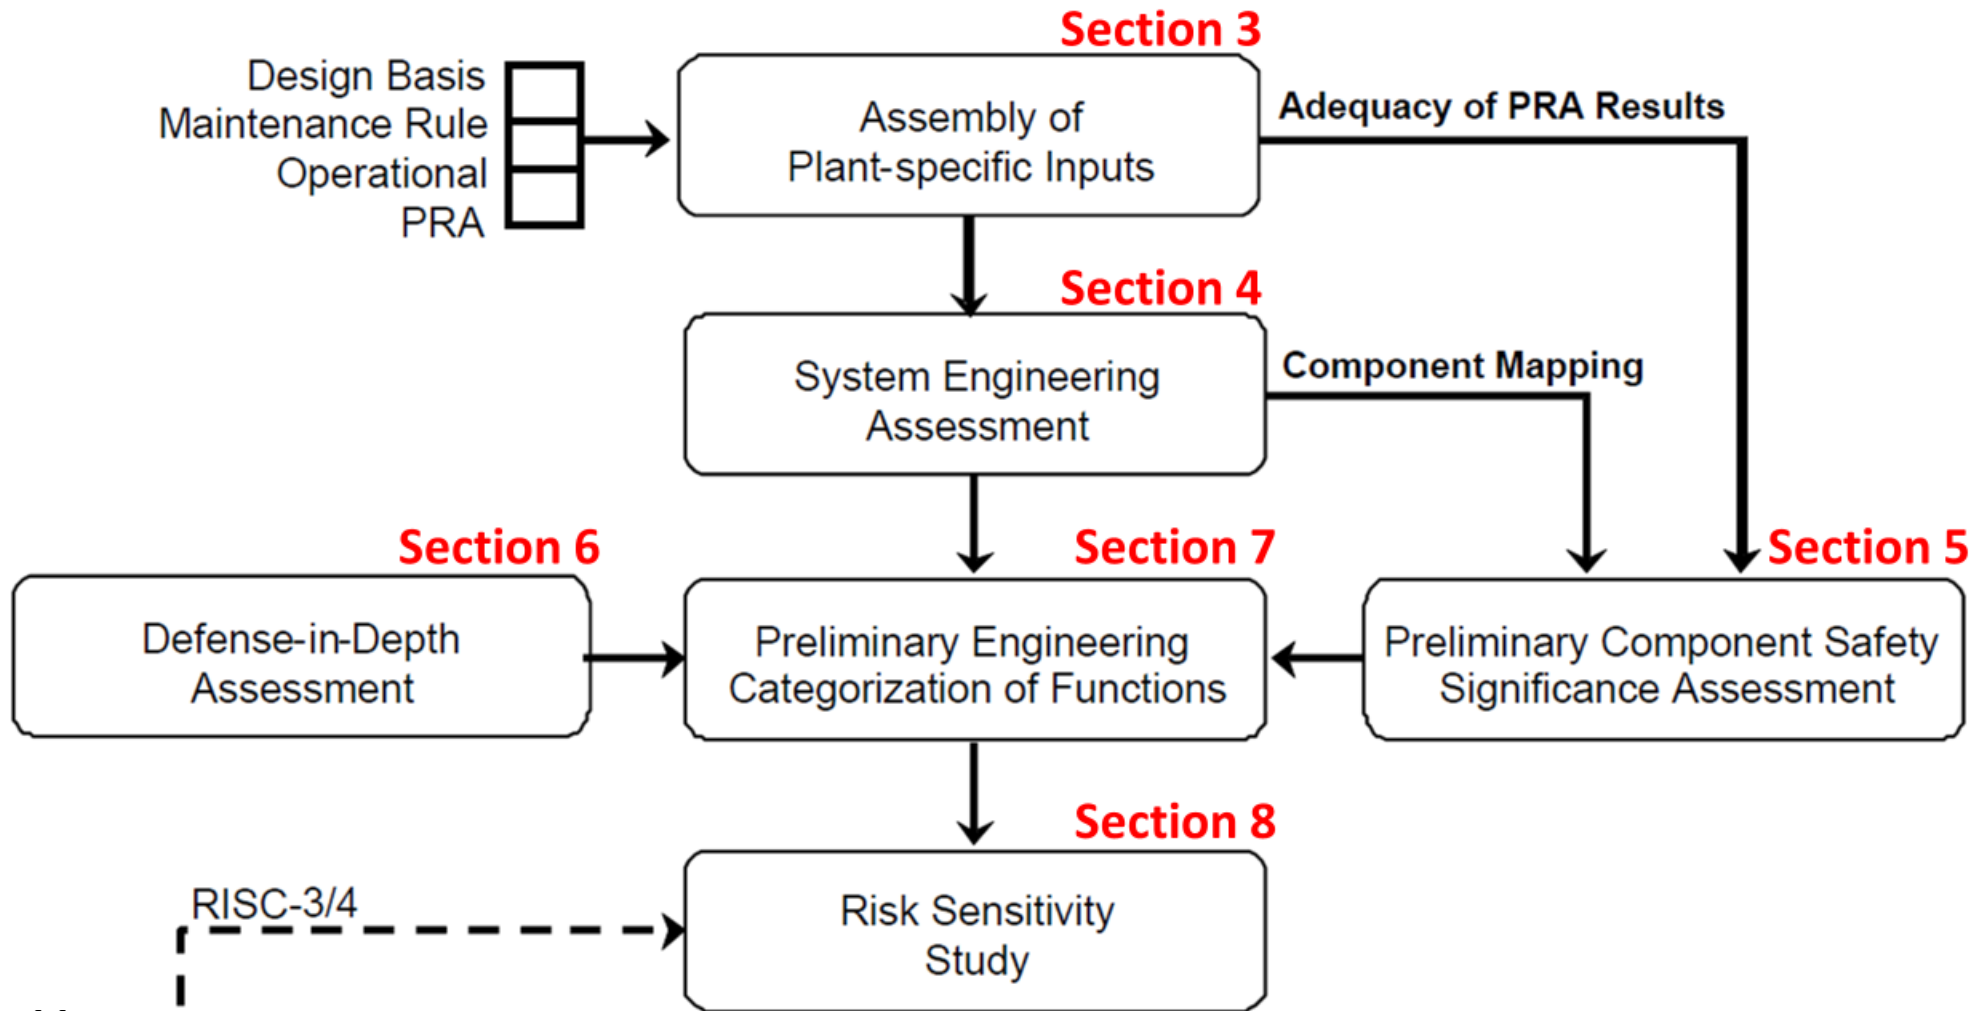 Section 3
Design Basis
Maintenance Rule
Operational
PRA
Assembly of
Plant-specific Inputs
Adequacy of PRA Results
Section 4
System Engineering
Assessment
Component Mapping
Section 6
Defense-in-Depth
Assessment
Section 7
Preliminary Engineering
Categorization of Functions
Section 5
Preliminary Component Safety
Significance Assessment
Section 8
RISC-3/4
Risk Sensitivity
Study